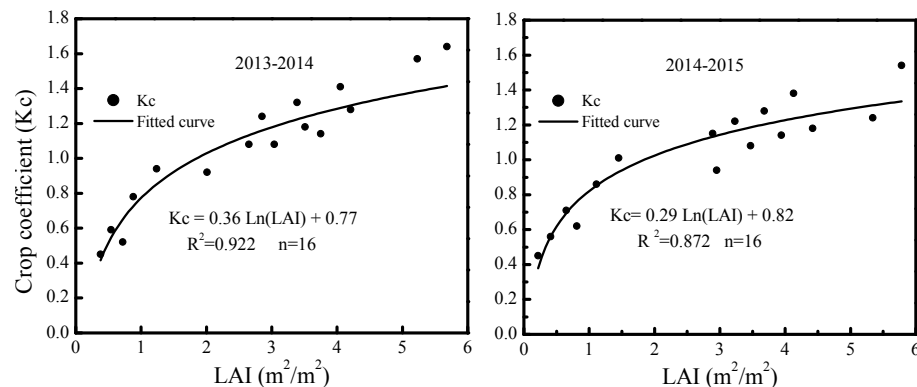 Crop coefficient (Kc)
1.8
1.6
1.4
1.2
1.0
0.8
0.6
0.4
0.2
0.0
2013-2014
Kc
Fitted curve
Kc = 0.36 Ln(LAI) + 0.77
R²=0.922 n=16
0 1 2 3 4 5 6
LAI (m²/m²)
1.8
1.6
1.4
1.2
1.0
0.8
0.6
0.4
0.2
0.0
2014-2015
Kc
Fitted curve
Kc= 0.29 Ln(LAI) + 0.82
R ²=0.872 n=16
0 1 2 3 4 5 6
LAI (m²/m²)